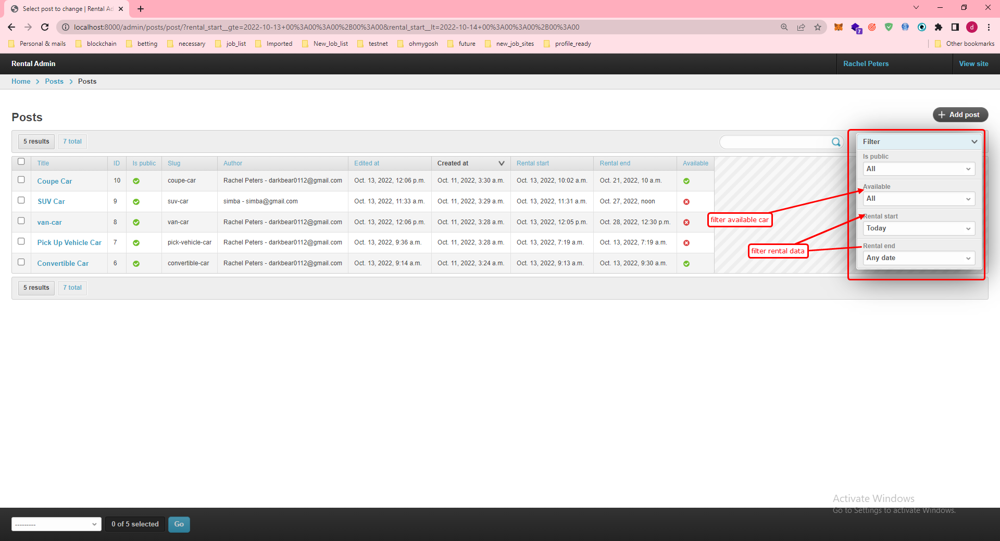 Select post to change | Rental Ad
localhost:8000/admin/posts/post/?rental_start__gte=2022-10-13+00%3A00%3A00%2B00%3A00&rental_start__lt=2022-10-14+00%3A00%3A00%2B00%3A00
7
d
Personal & mails blockchain betting necessary job_list Imported New_lob_list testnet ohmygosh future new_job_sites profile_ready Other bookmarks
Rental Admin Rachel Peters View site
Home Posts Posts
Posts
Add post
5 results 7 total
Title ID Is public Slug Author Edited at Created at Rental start Rental end Available
Coupe Car 10 coupe-car Rachel Peters - darkbear0112@gmail.com Oct. 13, 2022, 12:06 p.m. Oct. 11, 2022, 3:30 a.m. Oct. 13, 2022, 10:02 a.m. Oct. 21, 2022, 10 a.m.
SUV Car 9 suv-car simba - simba@gmail.com Oct. 13, 2022, 11:33 a.m. Oct. 11, 2022, 3:29 a.m. Oct. 13, 2022, 11:31 a.m. Oct. 27, 2022, noon
van-car 8 van-car Rachel Peters - darkbear0112@gmail.com Oct. 13, 2022, 12:06 p.m. Oct. 11, 2022, 3:28 a.m. Oct. 13, 2022, 12:05 p.m. Oct. 28, 2022, 12:30 p.m.
Pick Up Vehicle Car 7 pick-vehicle-car Rachel Peters - darkbear0112@gmail.com Oct. 13, 2022, 9:36 a.m. Oct. 11, 2022, 3:28 a.m. Oct. 13, 2022, 7:19 a.m. Oct. 13, 2022, 7:19 a.m.
Convertible Car 6 convertible-car Rachel Peters - darkbear0112@gmail.com Oct. 13, 2022, 9:14 a.m. Oct. 11, 2022, 3:24 a.m. Oct. 13, 2022, 9:13 a.m. Oct. 13, 2022, 9:30 a.m.
5 results 7 total
Filter
Is public
All
Available
All
Rental start
Today
Rental end
Any date
filter available car
filter rental data
Activate Windows
Go to Settings to activate Windows.
--------- 0 of 5 selected Go